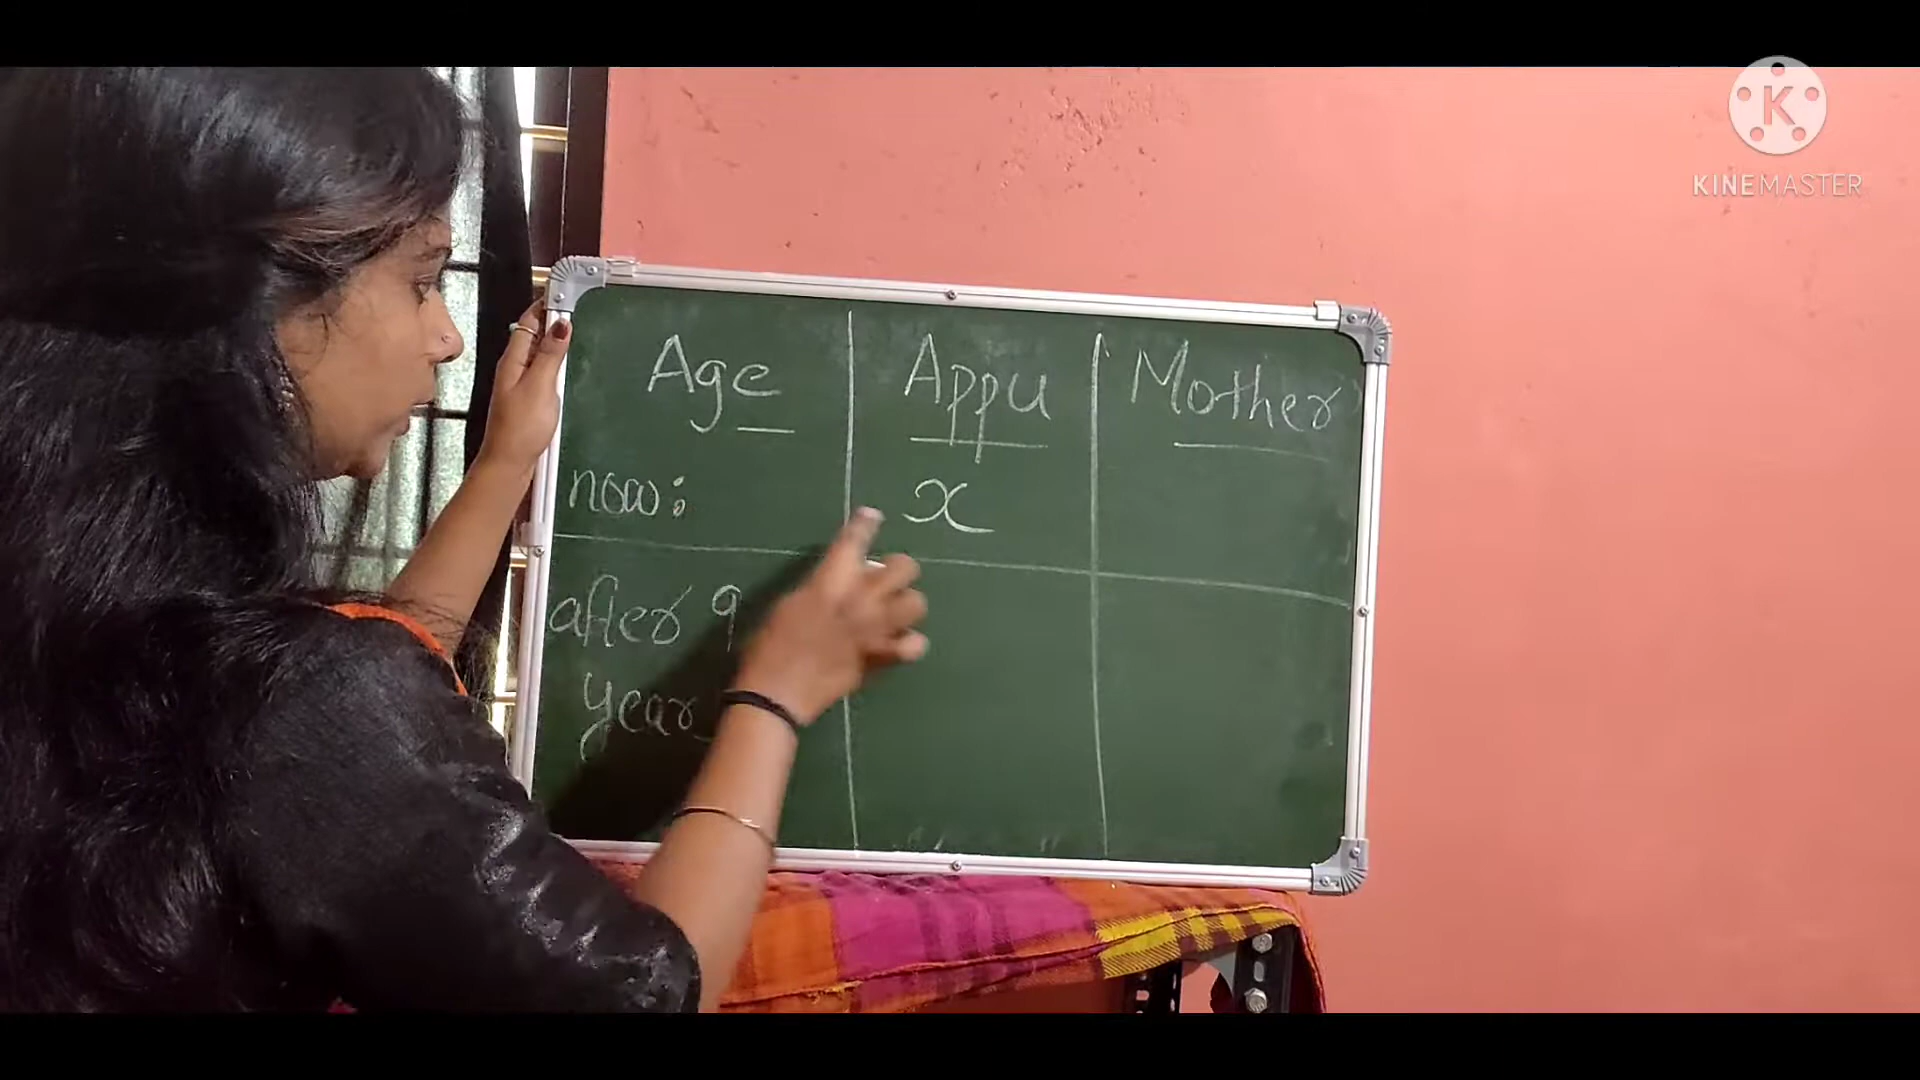 K
KINEMASTER
Age Appu Mother
now: x
after 9
year